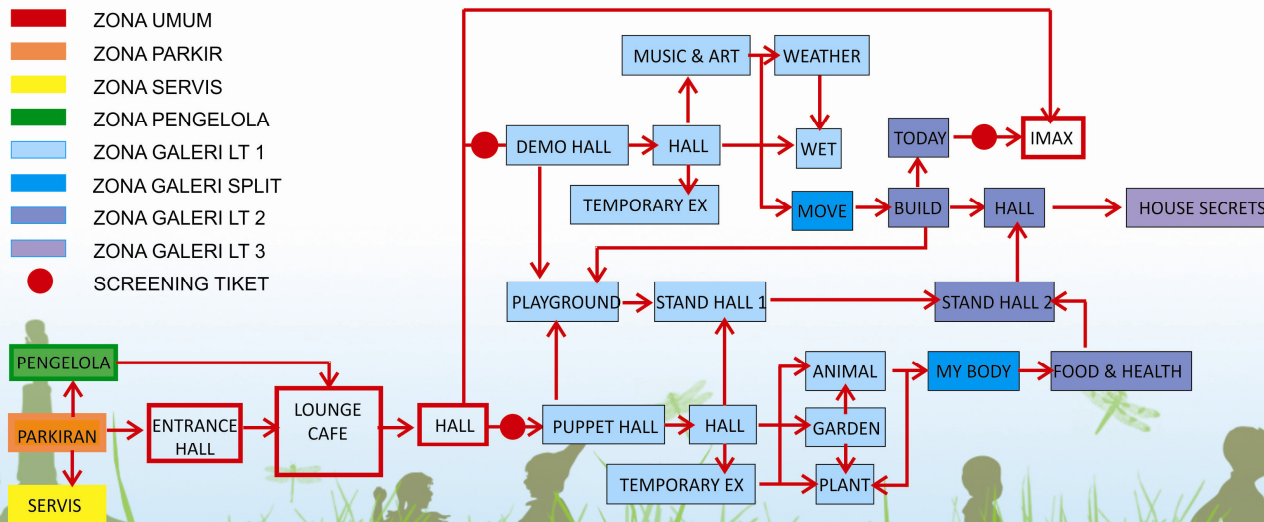 ZONA UMUM
ZONA PARKIR
ZONA SERVIS
ZONA PENGELOLA
ZONA GALERI LT 1
ZONA GALERI SPLIT
ZONA GALERI LT 2
ZONA GALERI LT 3
SCREENING TIKET
MUSIC & ART
WEATHER
DEMO HALL
HALL
WET
TODAY
IMAX
TEMPORARY EX
MOVE
BUILD
HALL
HOUSE SECRETS
PLAYGROUND
STAND HALL 1
STAND HALL 2
PENGELOLA
ANIMAL
MY BODY
FOOD & HEALTH
PARKIRAN
ENTRANCE
HALL
LOUNGE
CAFE
HALL
PUPPET HALL
HALL
GARDEN
SERVIS
TEMPORARY EX
PLANT